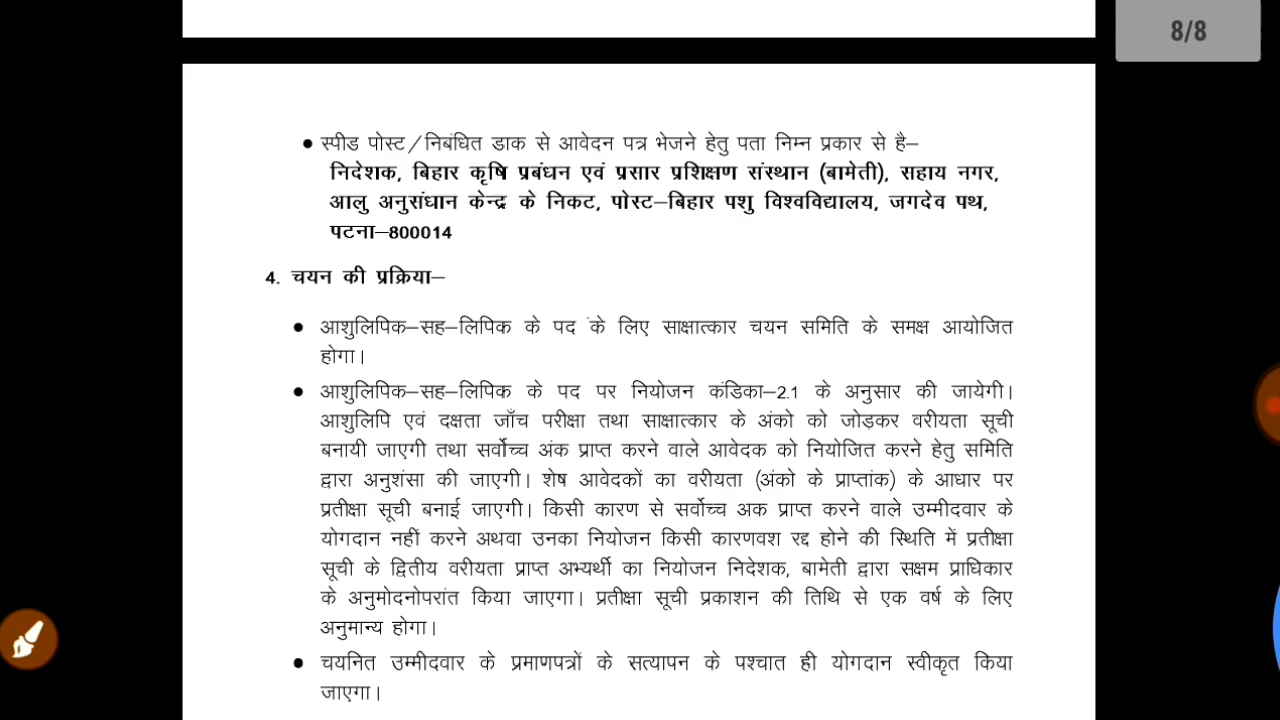 8/8
• स्पीड पोस्ट/निबंधित डाक से आवेदन पत्र भेजने हेतु पता निम्न प्रकार से है–
निदेशक, बिहार कृषि प्रबंधन एवं प्रसार प्रशिक्षण संस्थान (बामेती), सहाय नगर,
आलु अनुसंधान केन्द्र के निकट, पोस्ट–बिहार पशु विश्वविद्यालय, जगदेव पथ,
पटना–800014
4. चयन की प्रक्रिया–
• आशुलिपिक–सह–लिपिक के पद के लिए साक्षात्कार चयन समिति के समक्ष आयोजित
होगा।
• आशुलिपिक–सह–लिपिक के पद पर नियोजन कंडिका–2.1 के अनुसार की जायेगी।
आशुलिपि एवं दक्षता जाँच परीक्षा तथा साक्षात्कार के अंको को जोड़कर वरीयता सूची
बनायी जाएगी तथा सर्वोच्च अंक प्राप्त करने वाले आवेदक को नियोजित करने हेतु समिति
द्वारा अनुशंसा की जाएगी। शेष आवेदकों का वरीयता (अंको के प्राप्तांक) के आधार पर
प्रतीक्षा सूची बनाई जाएगी। किसी कारण से सर्वोच्च अक प्राप्त करने वाले उम्मीदवार के
योगदान नहीं करने अथवा उनका नियोजन किसी कारणवश रद्द होने की स्थिति में प्रतीक्षा
सूची के द्वितीय वरीयता प्राप्त अभ्यर्थी का नियोजन निदेशक, बामेती द्वारा सक्षम प्राधिकार
के अनुमोदनोपरांत किया जाएगा। प्रतीक्षा सूची प्रकाशन की तिथि से एक वर्ष के लिए
अनुमान्य होगा।
• चयनित उम्मीदवार के प्रमाणपत्रों के सत्यापन के पश्चात ही योगदान स्वीकृत किया
जाएगा।